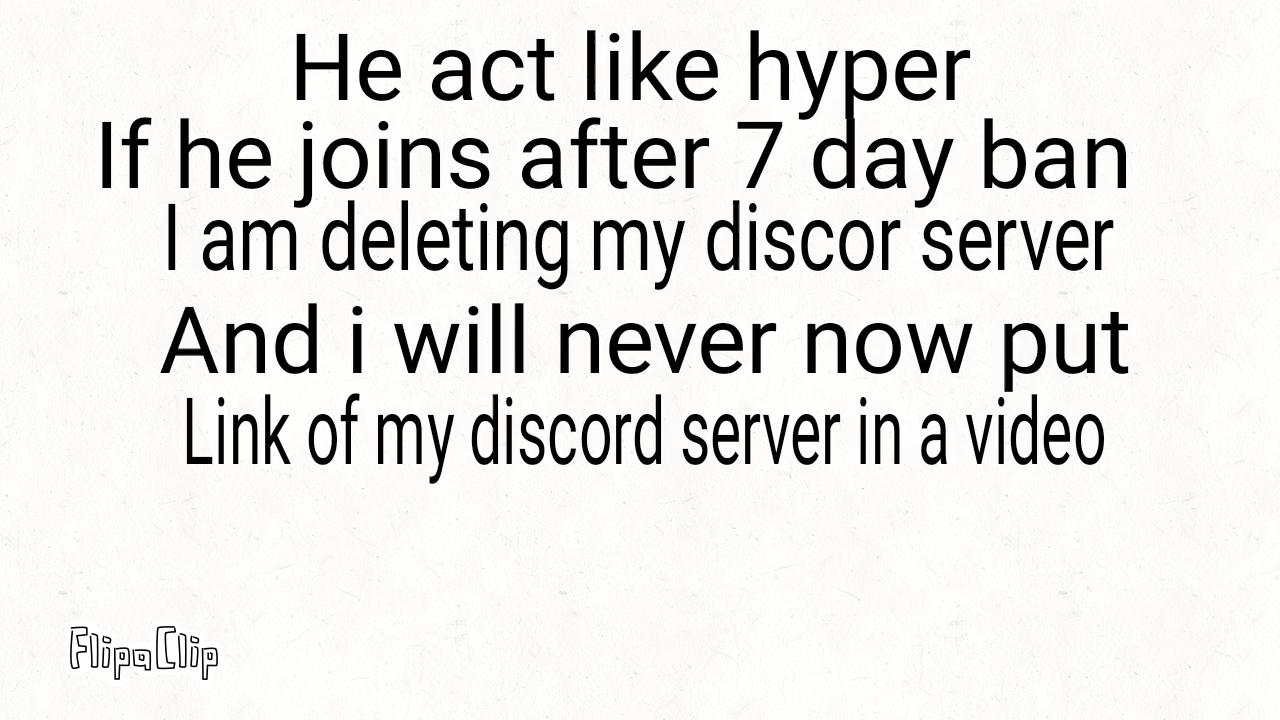 He act like hyper
If he joins after 7 day ban
I am deleting my discor server
And i will never now put
Link of my discord server in a video
FlipaClip